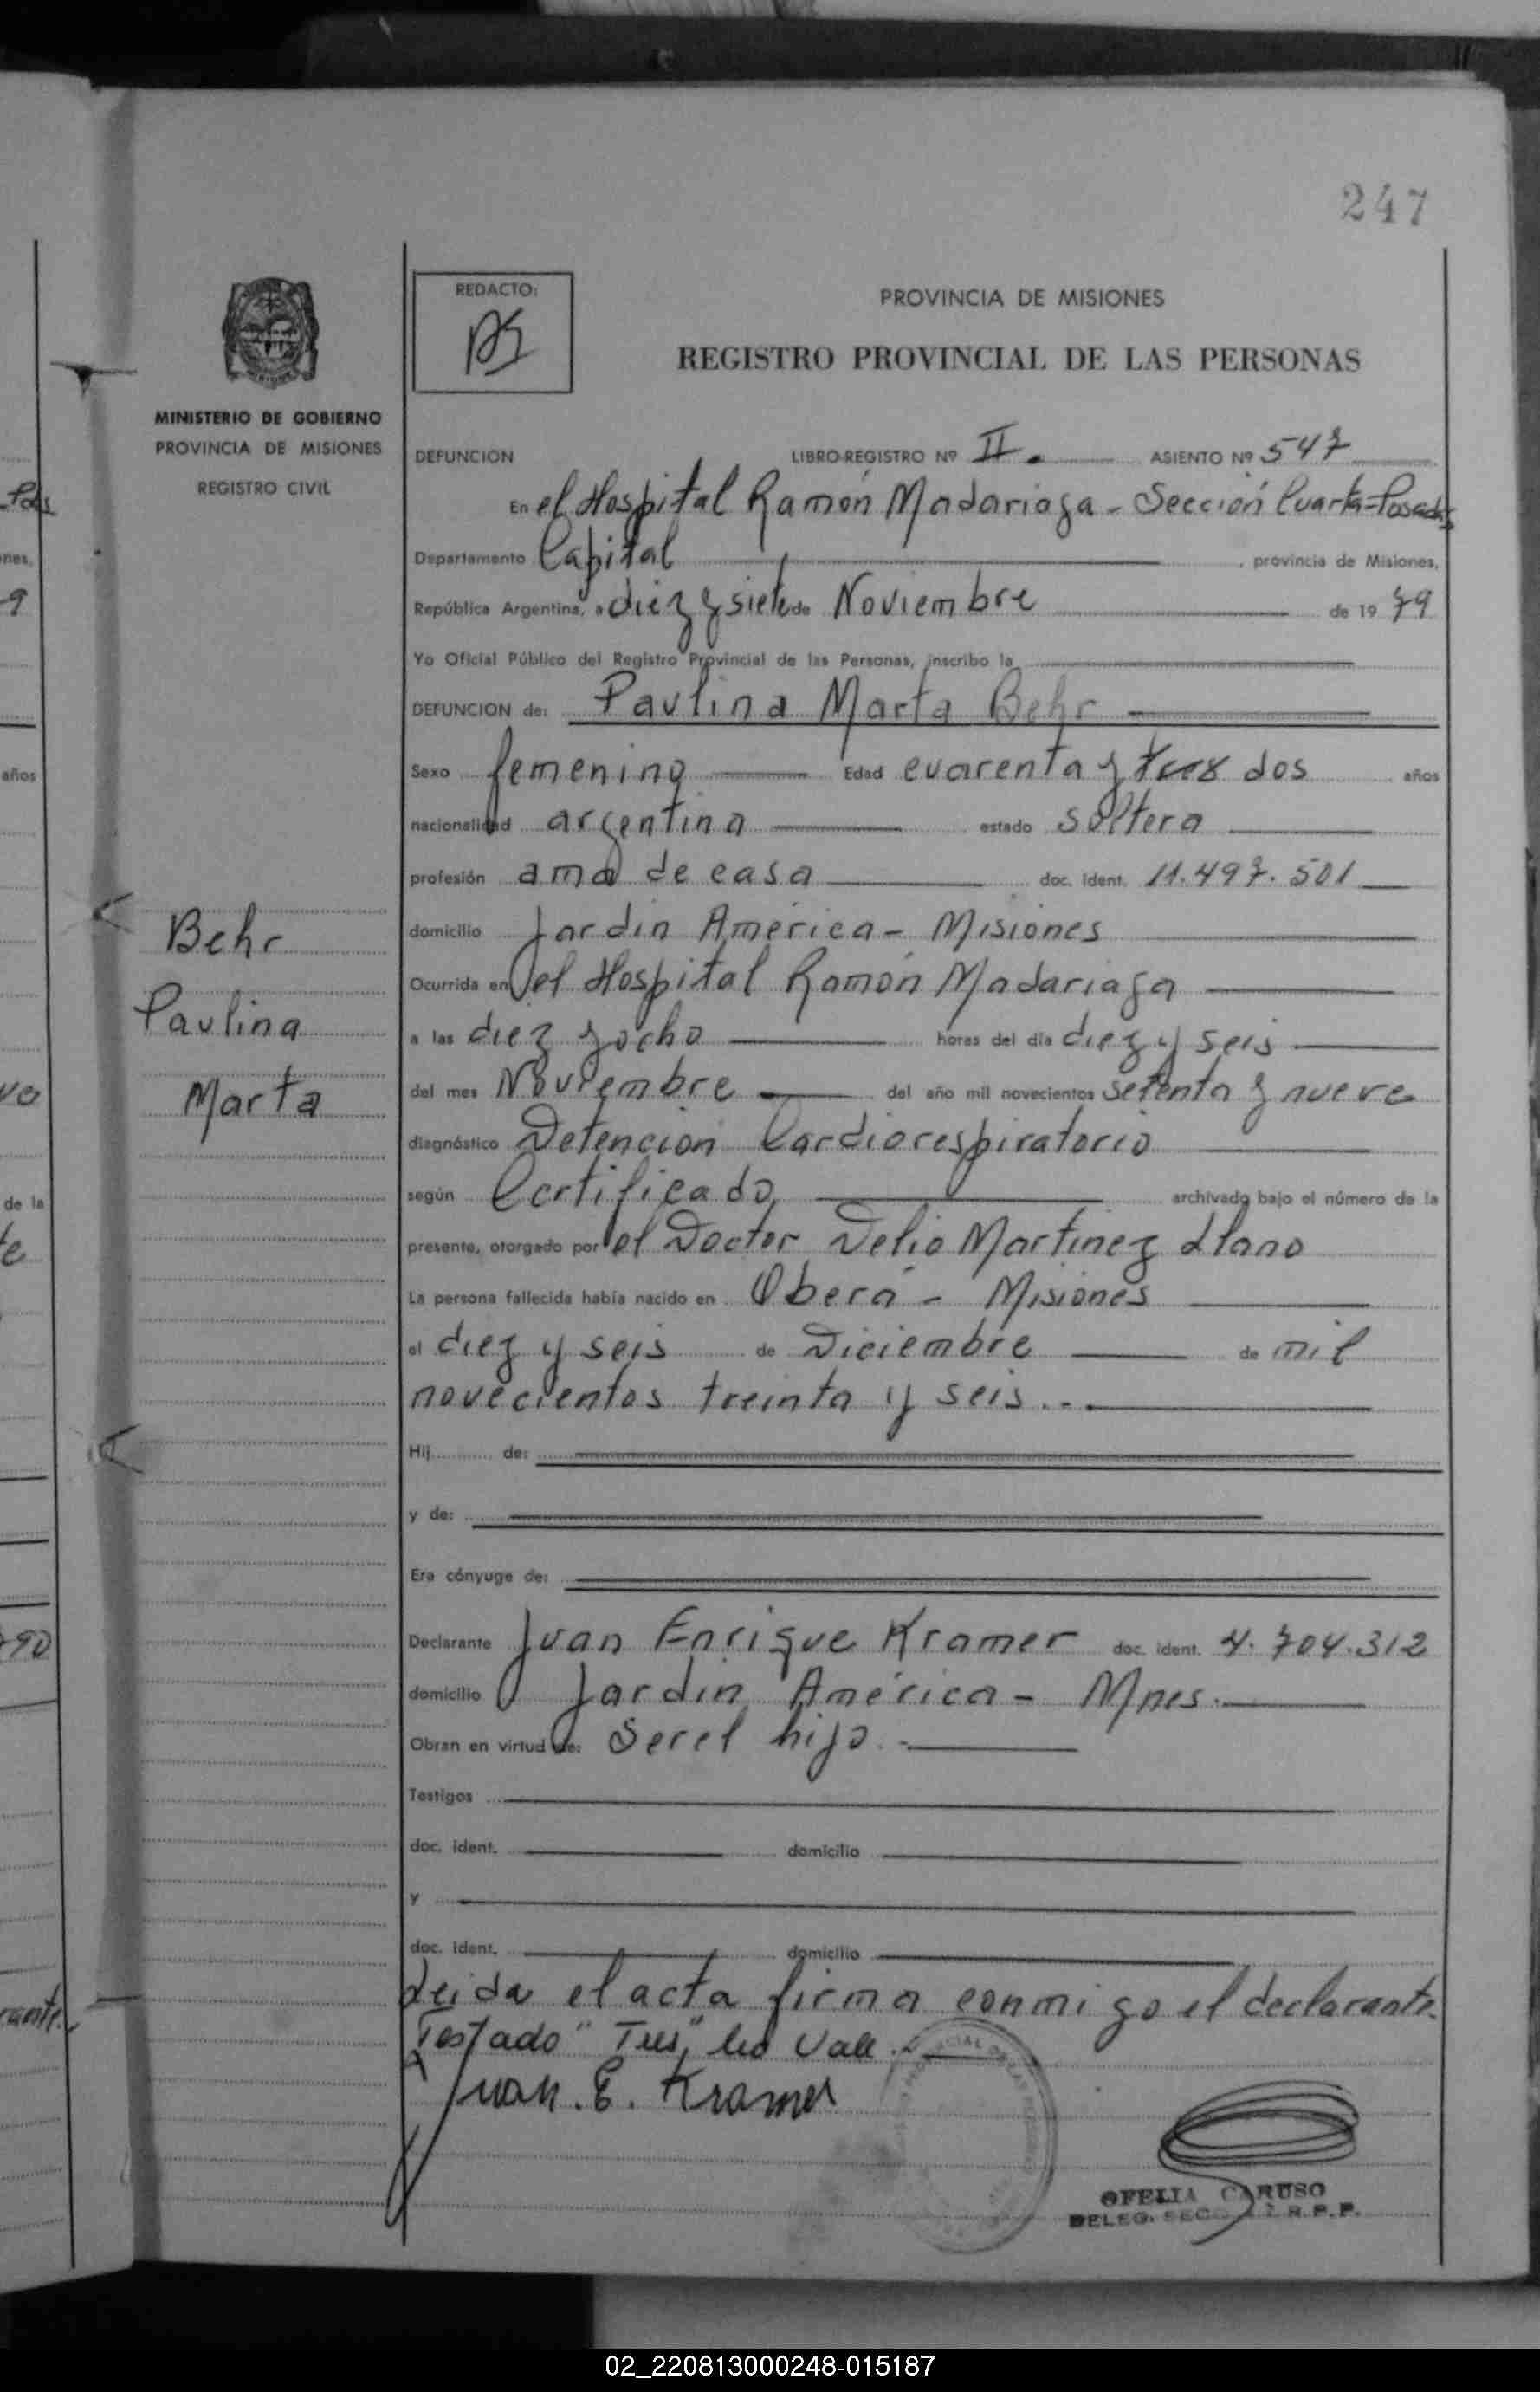 247
REDACTO:
PROVINCIA DE MISIONES
REGISTRO PROVINCIAL DE LAS PERSONAS
MINISTERIO DE GOBIERNO
PROVINCIA DE MISIONES
REGISTRO CIVIL
DEFUNCION LIBRO-REGISTRO Nº II. ASIENTO Nº 547
En el Hospital Ramón Madariaga - Sección Cuarta = Posadas
Departamento Capital, provincia de Misiones,
República Argentina, a diez y siete de Noviembre de 1979
Yo Oficial Público del Registro Provincial de las Personas, inscribo la
DEFUNCION de: Paulina Marta Behr
Sexo femenino Edad cuarenta y tres dos años
nacionalidad argentina estado soltera
profesión ama de casa doc. ident. 11.497.501
Behr
Paulina
Marta
domicilio Jardin América - Misiones
Ocurrida en el Hospital Ramón Madariaga
a las diez y ocho horas del día diez y seis
del mes Noviembre del año mil novecientos setenta y nueve
diagnóstico Detencion Cardiorespiratorio
según Certificado archivado bajo el número de la
presente, otorgado por el Doctor Delio Martinez Llano
La persona fallecida había nacido en Oberá - Misiones
el diez y seis de Diciembre de mil
novecientos treinta y seis.--
Hij de:
y de:
Era cónyuge de:
Declarante Juan Enrique Kramer doc. ident. 4.704.312
domicilio Jardin América - Mnes.
Obran en virtud de: Ser el hijo.-
Testigos
doc. ident. domicilio
y
doc. ident. domicilio
Leida el acta firma conmigo el declarante.
Testado "Tres" No Vale.-
Juan. E. Kramer
OFELIA CARUSO
DELEG. SECC. R.P.P.
02_220813000248-015187